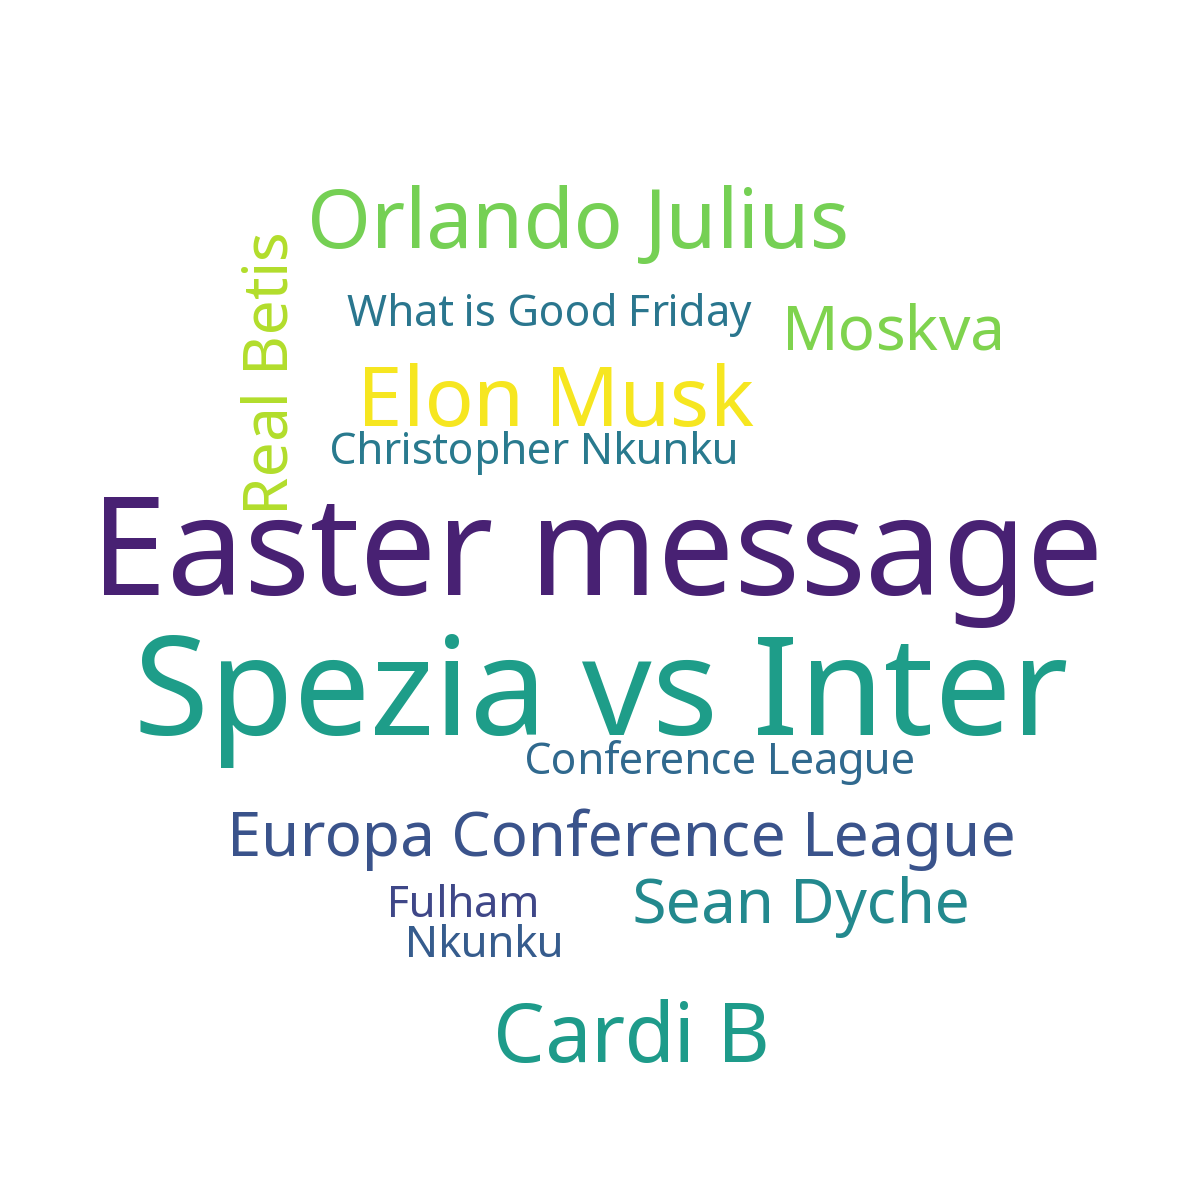 Orlando Julius
Real Betis
What is Good Friday
Moskva
Elon Musk
Christopher Nkunku
Easter message
Spezia vs Inter
Conference League
Europa Conference League
Fulham
Sean Dyche
Nkunku
Cardi B